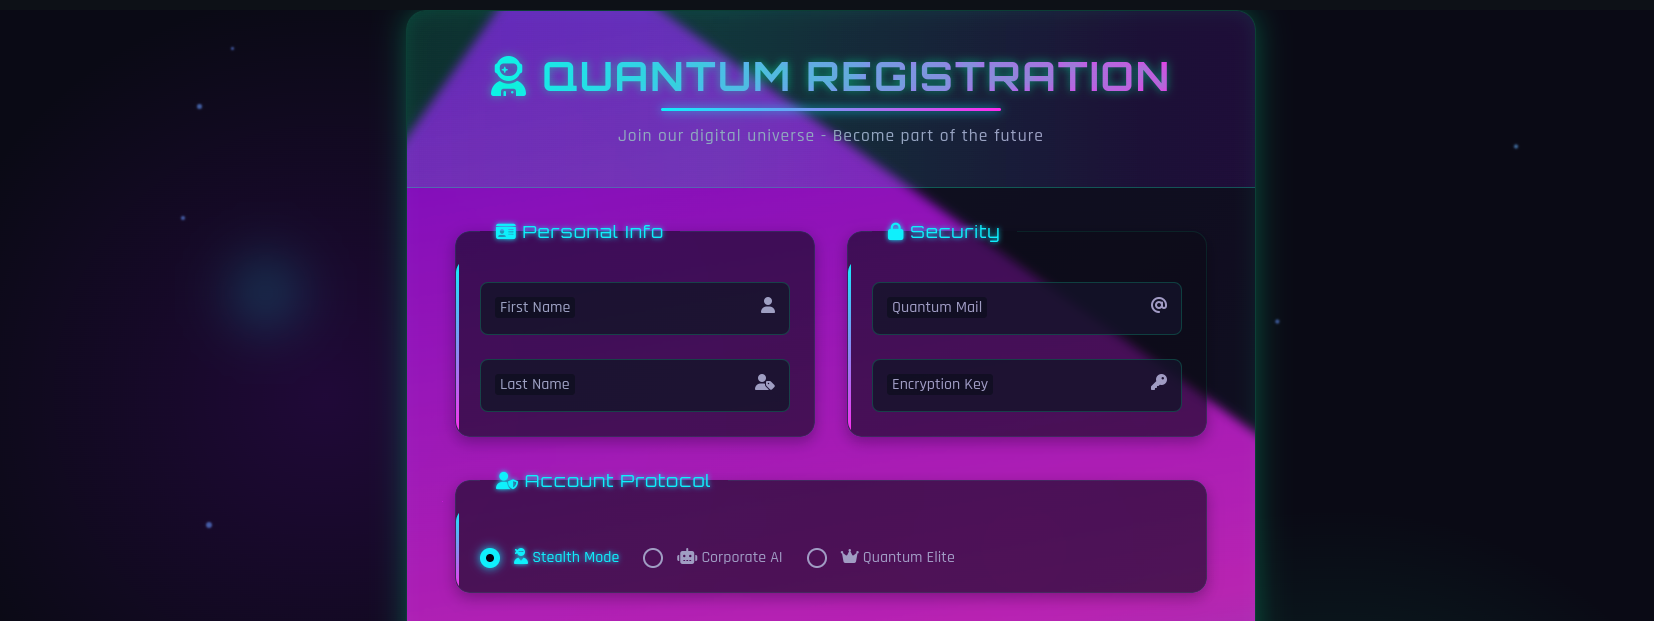 QUANTUM REGISTRATION
Join our digital universe - Become part of the future
Personal Info
First Name
Last Name
Security
Quantum Mail
Encryption Key
Account Protocol
Stealth Mode
Corporate AI
Quantum Elite